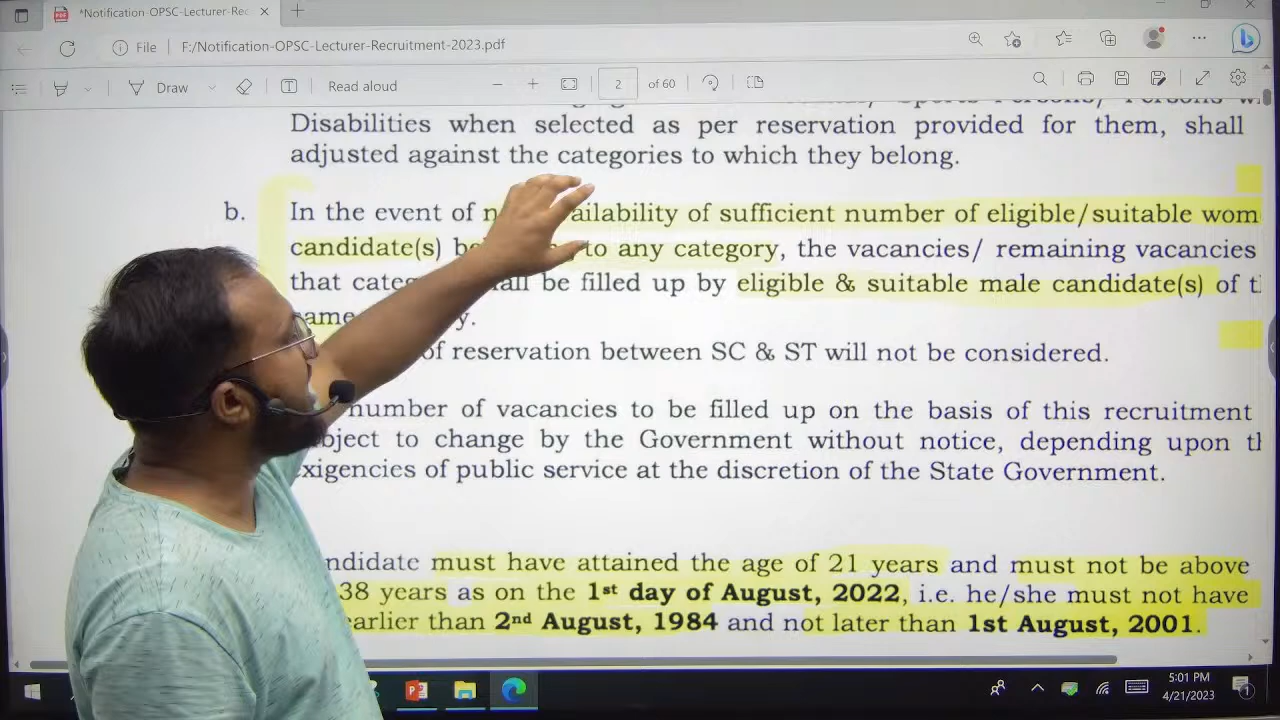 *Notification-OPSC-Lecturer-Rec
File F:/Notification-OPSC-Lecturer-Recruitment-2023.pdf
Draw Read aloud 2 of 60
Disabilities when selected as per reservation provided for them, shall
adjusted against the categories to which they belong.
b. In the event of ailability of sufficient number of eligible/suitable wom
candidate(s) to any category, the vacancies/ remaining vacancies
that be filled up by eligible & suitable male candidate(s) of
of reservation between SC & ST will not be considered.
number of vacancies to be filled up on the basis of this recruitment
bject to change by the Government without notice, depending upon
exigencies of public service at the discretion of the State Government.
ndidate must have attained the age of 21 years and must not be above
38 years as on the 1st day of August, 2022, i.e. he/she must not have
earlier than 2nd August, 1984 and not later than 1st August, 2001.
5:01 PM
4/21/2023